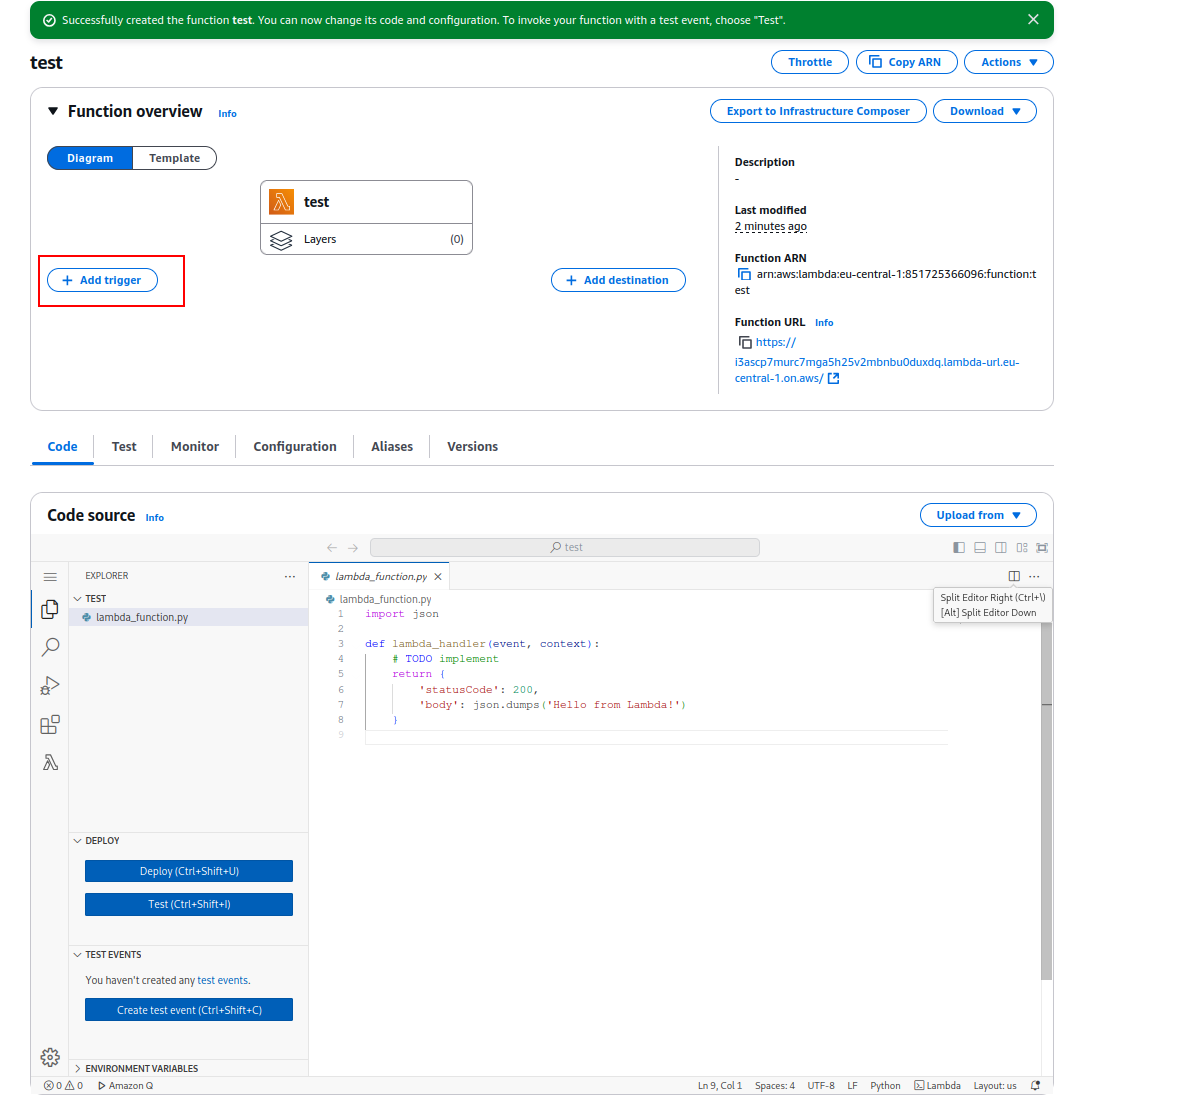 Successfully created the function test. You can now change its code and configuration. To invoke your function with a test event, choose "Test".
test
Throttle
Copy ARN
Actions
Function overview Info
Export to Infrastructure Composer
Download
Diagram
Template
test
Layers
(0)
Add trigger
Add destination
Description
-
Last modified
2 minutes ago
Function ARN
arn:aws:lambda:eu-central-1:851725366096:function:t
est
Function URL Info
https://
i3ascp7murc7mga5h25v2mbnbu0duxdq.lambda-url.eu-
central-1.on.aws/
Code
Test
Monitor
Configuration
Aliases
Versions
Code source Info
Upload from
test
EXPLORER
TEST
lambda_function.py
DEPLOY
Deploy (Ctrl+Shift+U)
Test (Ctrl+Shift+I)
TEST EVENTS
You haven't created any test events.
Create test event (Ctrl+Shift+C)
ENVIRONMENT VARIABLES
lambda_function.py
Split Editor Right (Ctrl+\)
[Alt] Split Editor Down
lambda_function.py
1 import json
2
3 def lambda_handler(event, context):
4 # TODO implement
5 return {
6 'statusCode': 200,
7 'body': json.dumps('Hello from Lambda!')
8 }
9
0 0 Amazon Q
Ln 9, Col 1 Spaces: 4 UTF-8 LF Python Lambda Layout: us